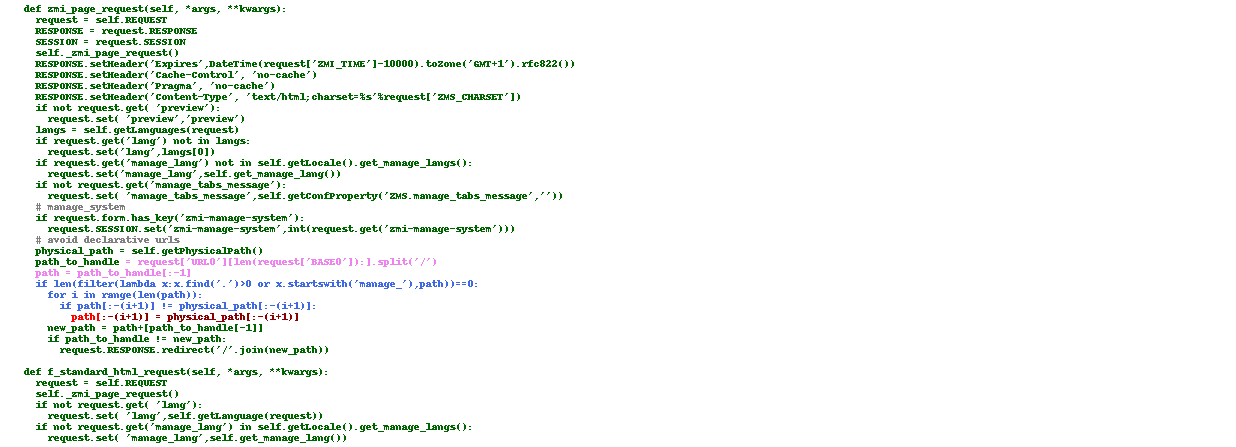 def zmi_page_request(self, *args, **kwargs):
request = self.REQUEST
RESPONSE = request.RESPONSE
SESSION = request.SESSION
self._zmi_page_request()
RESPONSE.setHeader('Expires',DateTime(request['ZMI_TIME']-10000).toZone('GMT+1').rfc822())
RESPONSE.setHeader('Cache-Control', 'no-cache')
RESPONSE.setHeader('Pragma', 'no-cache')
RESPONSE.setHeader('Content-Type', 'text/html;charset=%s'%request['ZMS_CHARSET'])
if not request.get( 'preview'):
request.set( 'preview','preview')
langs = self.getLanguages(request)
if request.get('lang') not in langs:
request.set('lang',langs[0])
if request.get('manage_lang') not in self.getLocale().get_manage_langs():
request.set('manage_lang',self.get_manage_lang())
if not request.get('manage_tabs_message'):
request.set( 'manage_tabs_message',self.getConfProperty('ZMS.manage_tabs_message',''))
# manage_system
if request.form.has_key('zmi-manage-system'):
request.SESSION.set('zmi-manage-system',int(request.get('zmi-manage-system')))
# avoid declarative urls
physical_path = self.getPhysicalPath()
path_to_handle = request['URL0'][len(request['BASE0']):].split('/')
path = path_to_handle[:-1]
if len(filter(lambda x:x.find('.')>0 or x.startswith('manage_'),path))==0:
for i in range(len(path)):
if path[:-(i+1)] != physical_path[:-(i+1)]:
path[:-(i+1)] = physical_path[:-(i+1)]
new_path = path+[path_to_handle[-1]]
if path_to_handle != new_path:
request.RESPONSE.redirect('/'.join(new_path))
def f_standard_html_request(self, *args, **kwargs):
request = self.REQUEST
self._zmi_page_request()
if not request.get( 'lang'):
request.set( 'lang',self.getLanguage(request))
if not request.get('manage_lang') in self.getLocale().get_manage_langs():
request.set( 'manage_lang',self.get_manage_lang())